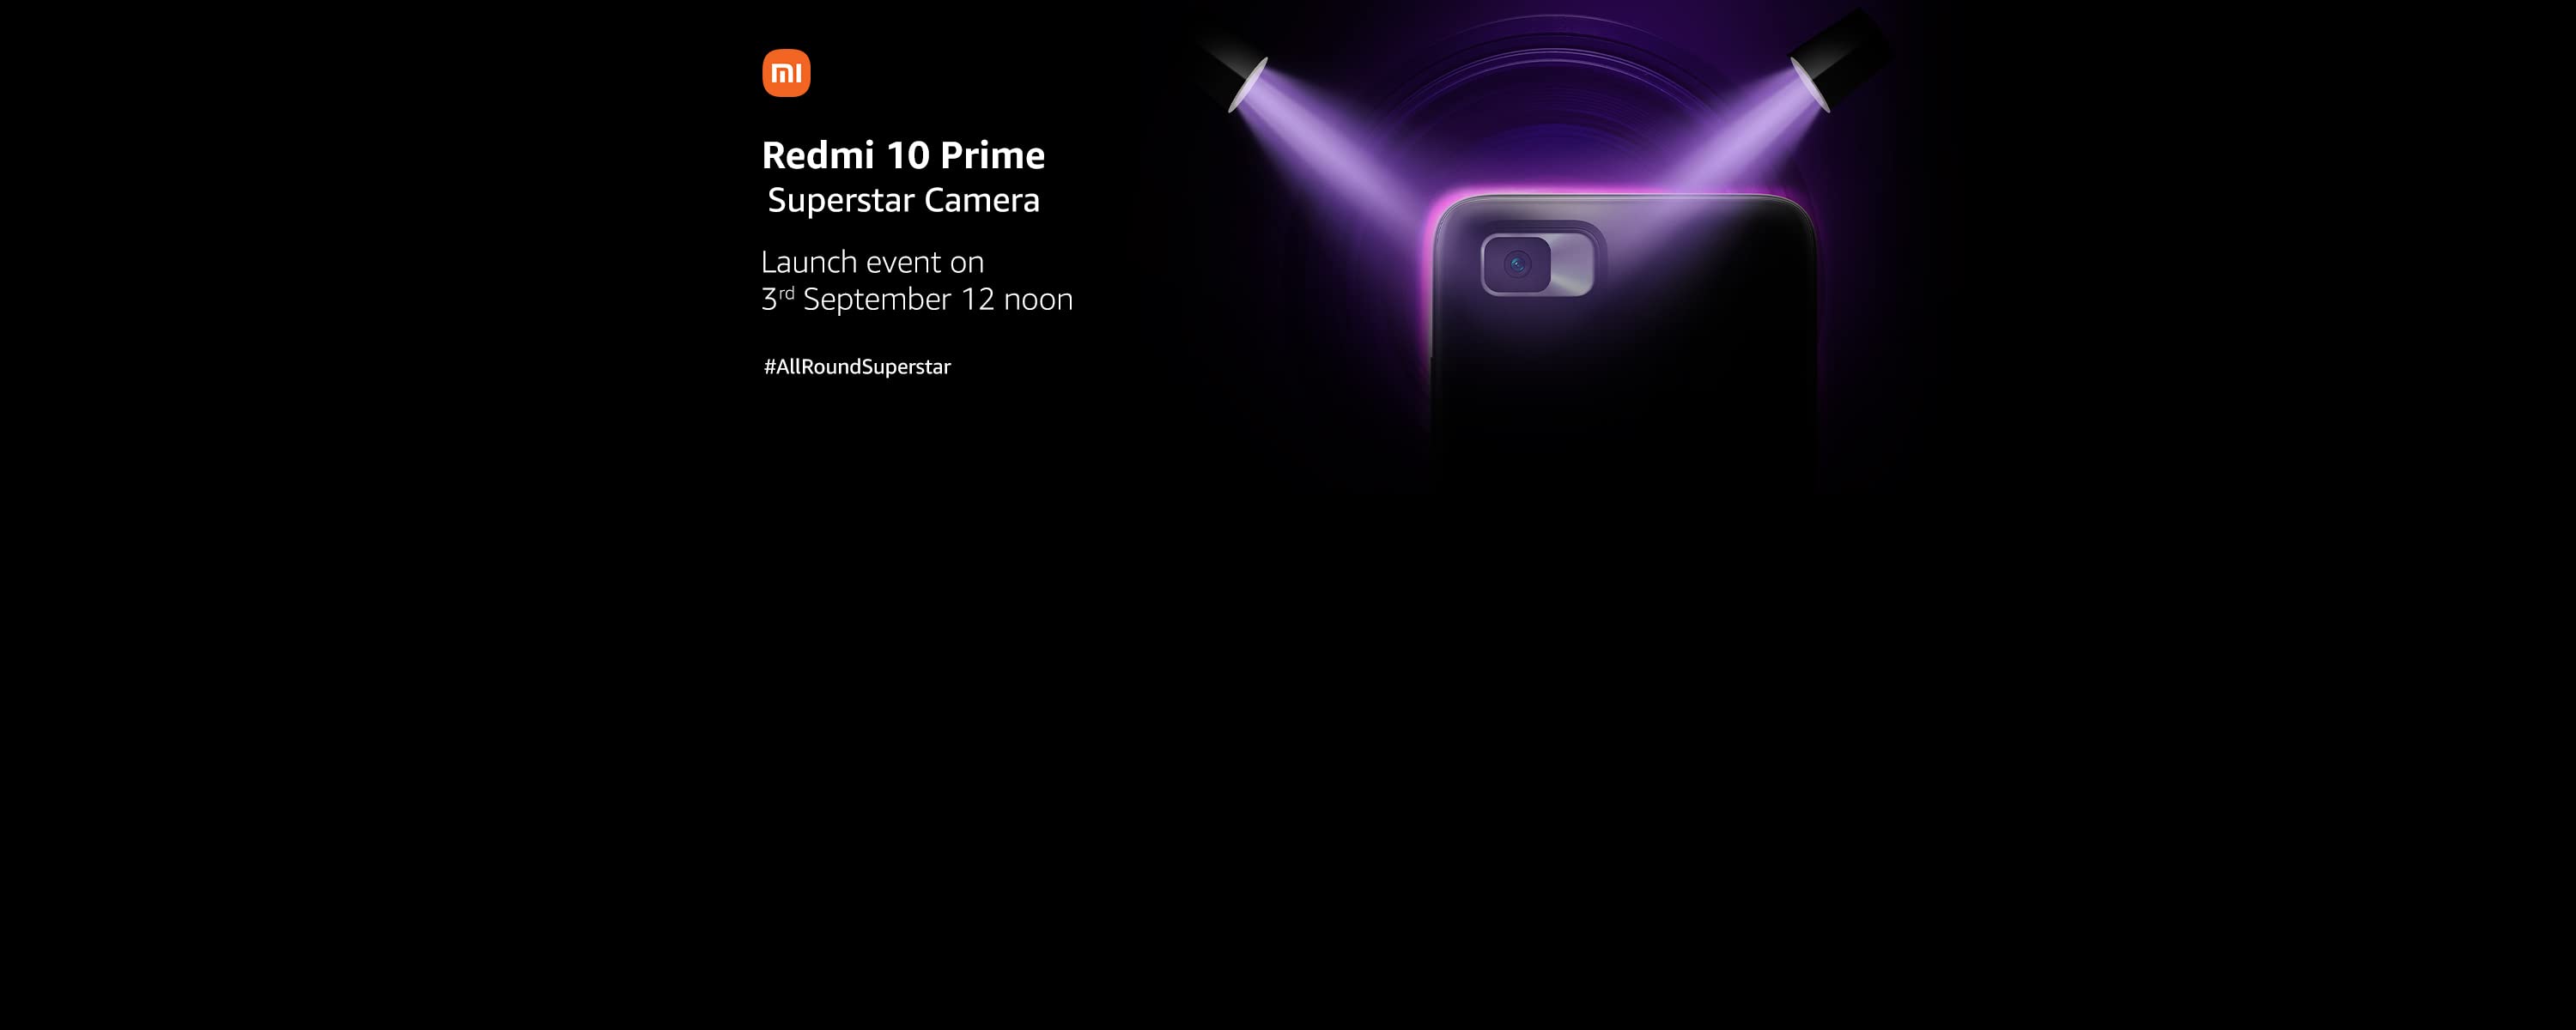 mi
Redmi 10 Prime
Superstar Camera
Launch event on
3rd September 12 noon
#AllRoundSuperstar